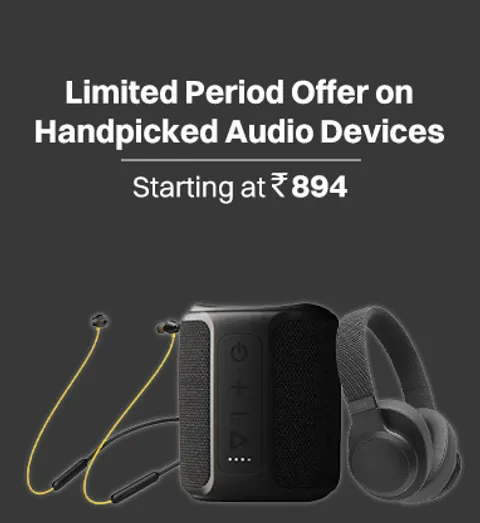 Limited Period Offer on
Handpicked Audio Devices
Starting at ₹894